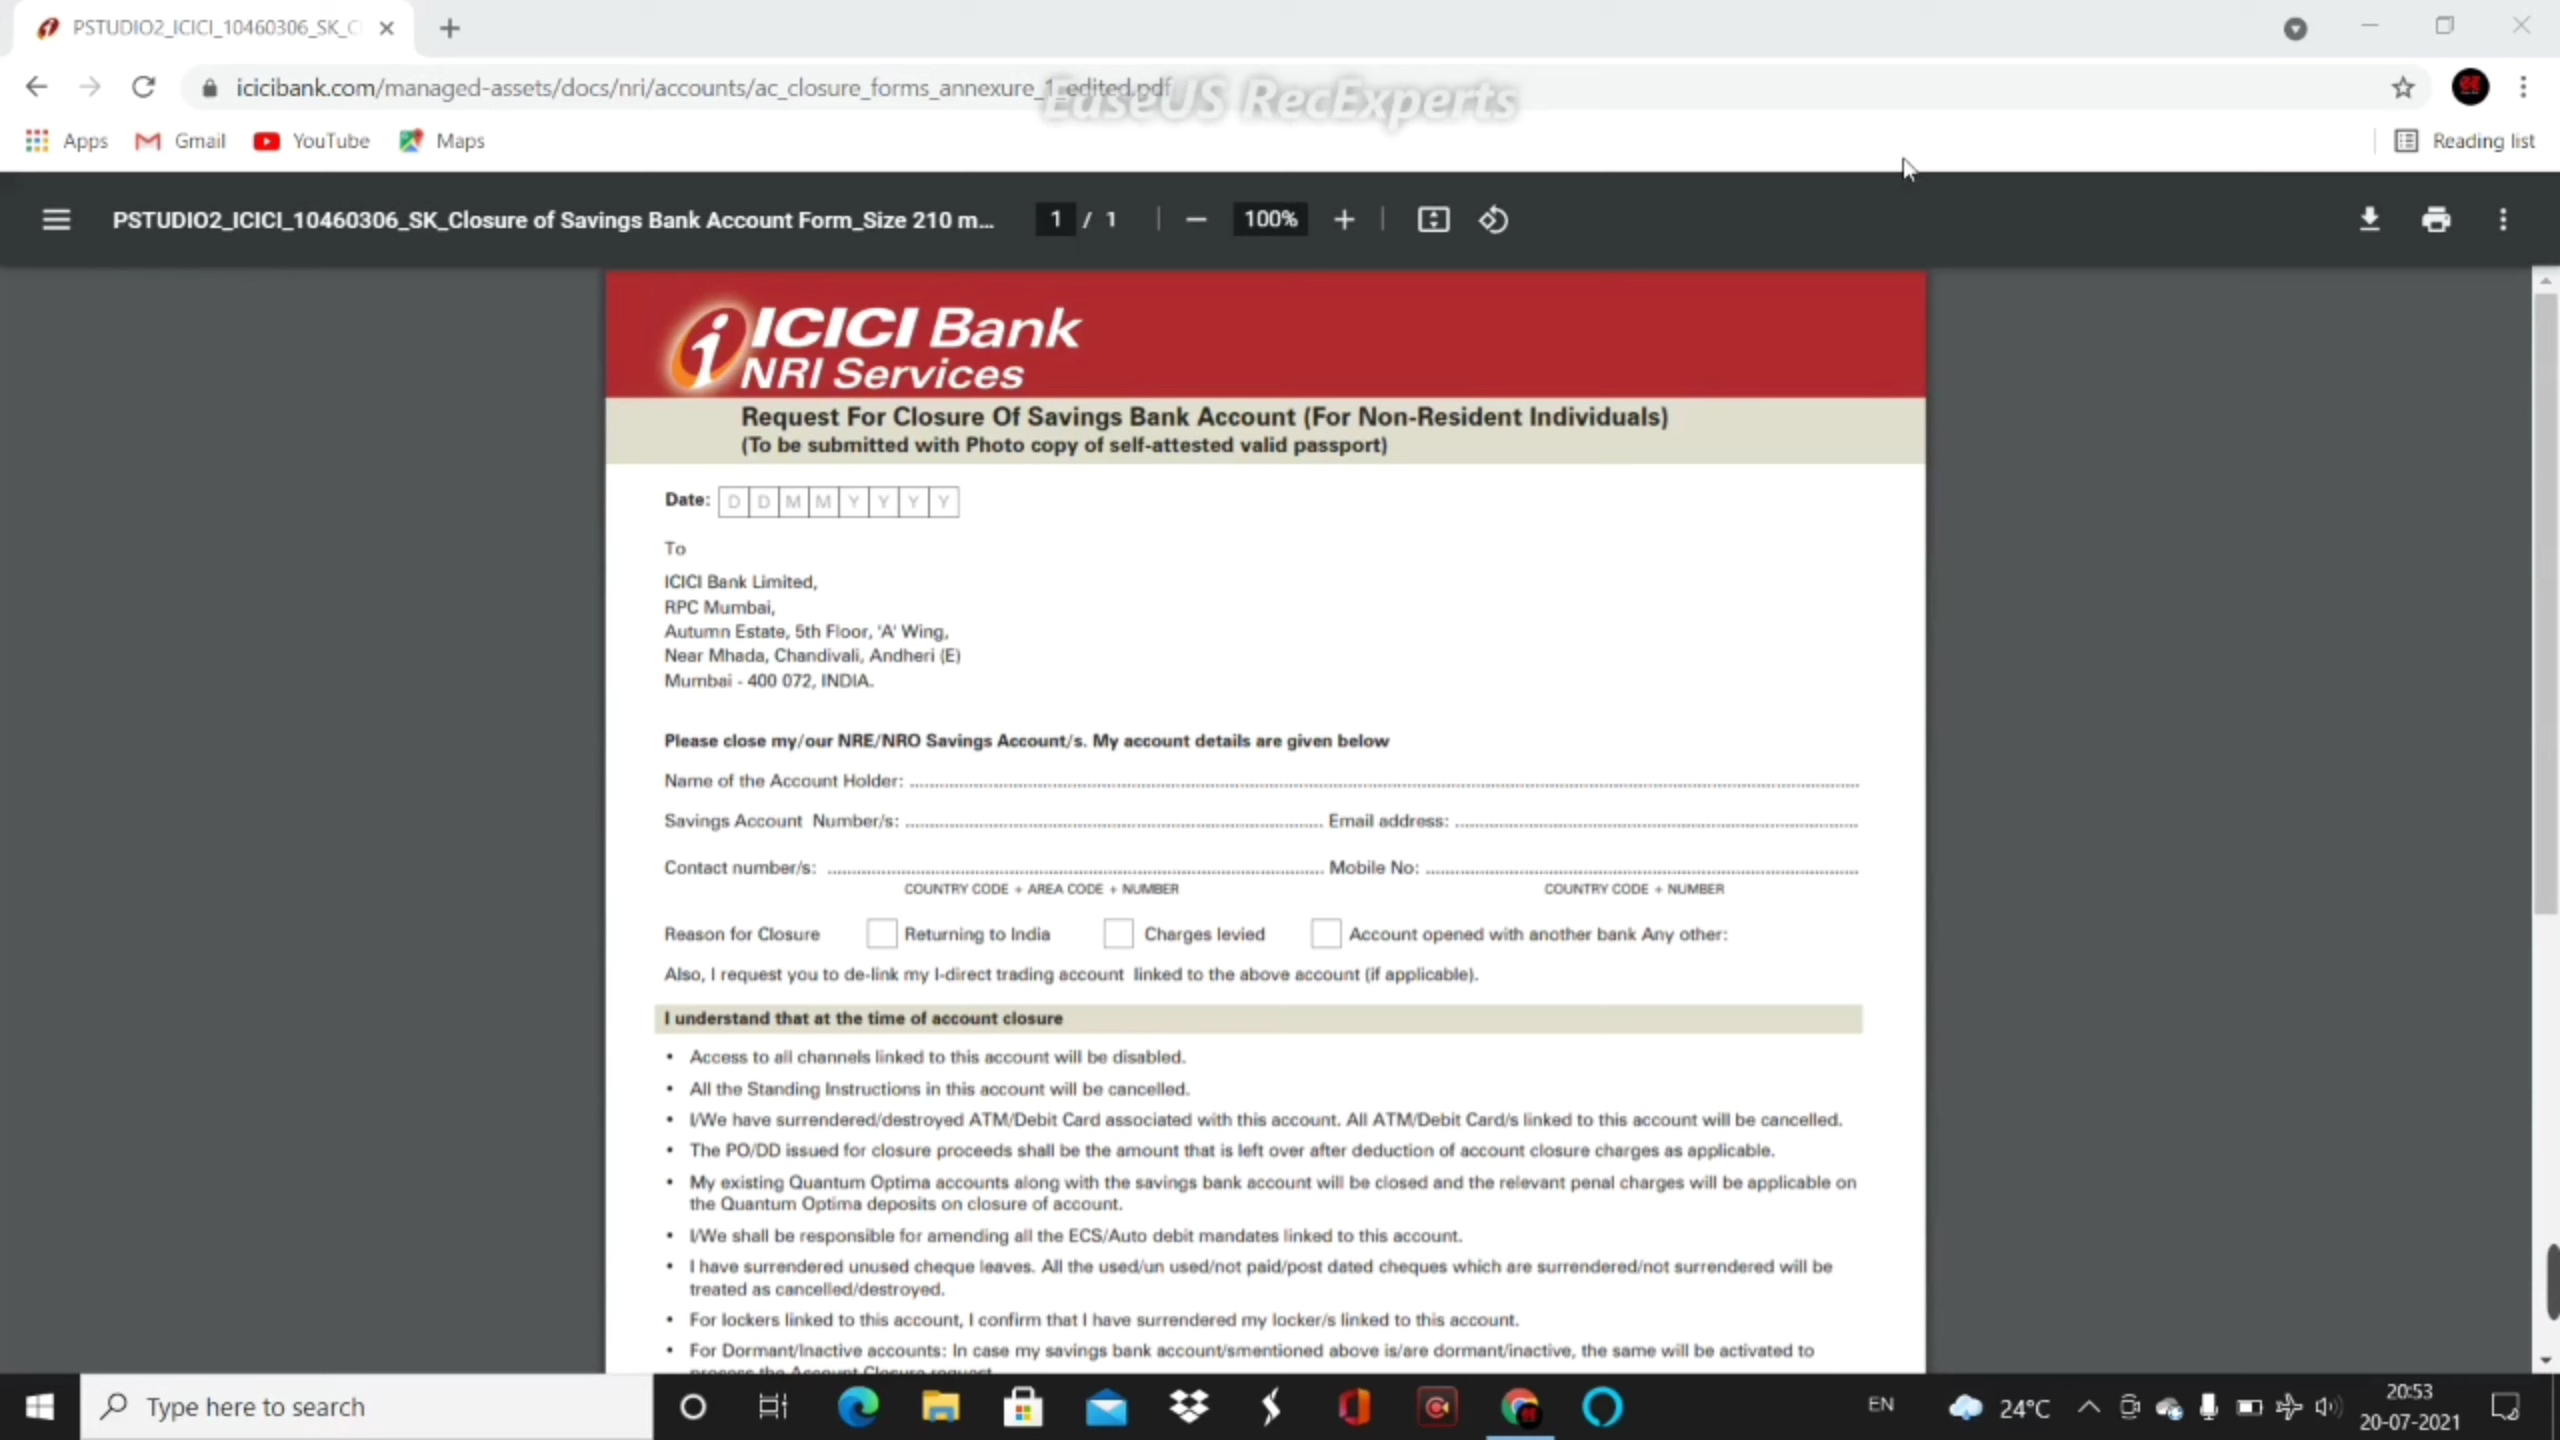 PSTUDIO2_ICICI_10460306_SK_C
icicibank.com/managed-assets/docs/nri/accounts/ac_closure_forms_annexure_1_edited.pdf
EaseUS RecExperts
Apps Gmail YouTube Maps Reading list
PSTUDIO2_ICICI_10460306_SK_Closure of Savings Bank Account Form_Size 210 m... 1 / 1 100%
ICICI Bank
NRI Services
Request For Closure Of Savings Bank Account (For Non-Resident Individuals)
(To be submitted with Photo copy of self-attested valid passport)
Date: D D M M Y Y Y Y
To
ICICI Bank Limited,
RPC Mumbai,
Autumn Estate, 5th Floor, 'A' Wing,
Near Mhada, Chandivali, Andheri (E)
Mumbai - 400 072, INDIA.
Please close my/our NRE/NRO Savings Account/s. My account details are given below
Name of the Account Holder:
Savings Account Number/s: Email address:
Contact number/s: Mobile No:
COUNTRY CODE + AREA CODE + NUMBER COUNTRY CODE + NUMBER
Reason for Closure Returning to India Charges levied Account opened with another bank Any other:
Also, I request you to de-link my I-direct trading account linked to the above account (if applicable).
I understand that at the time of account closure
• Access to all channels linked to this account will be disabled.
• All the Standing Instructions in this account will be cancelled.
• I/We have surrendered/destroyed ATM/Debit Card associated with this account. All ATM/Debit Card/s linked to this account will be cancelled.
• The PO/DD issued for closure proceeds shall be the amount that is left over after deduction of account closure charges as applicable.
• My existing Quantum Optima accounts along with the savings bank account will be closed and the relevant penal charges will be applicable on
the Quantum Optima deposits on closure of account.
• I/We shall be responsible for amending all the ECS/Auto debit mandates linked to this account.
• I have surrendered unused cheque leaves. All the used/un used/not paid/post dated cheques which are surrendered/not surrendered will be
treated as cancelled/destroyed.
• For lockers linked to this account, I confirm that I have surrendered my locker/s linked to this account.
• For Dormant/Inactive accounts: In case my savings bank account/smentioned above is/are dormant/inactive, the same will be activated to
process the Account Closure request
Type here to search EN 24°C 20:53
20-07-2021